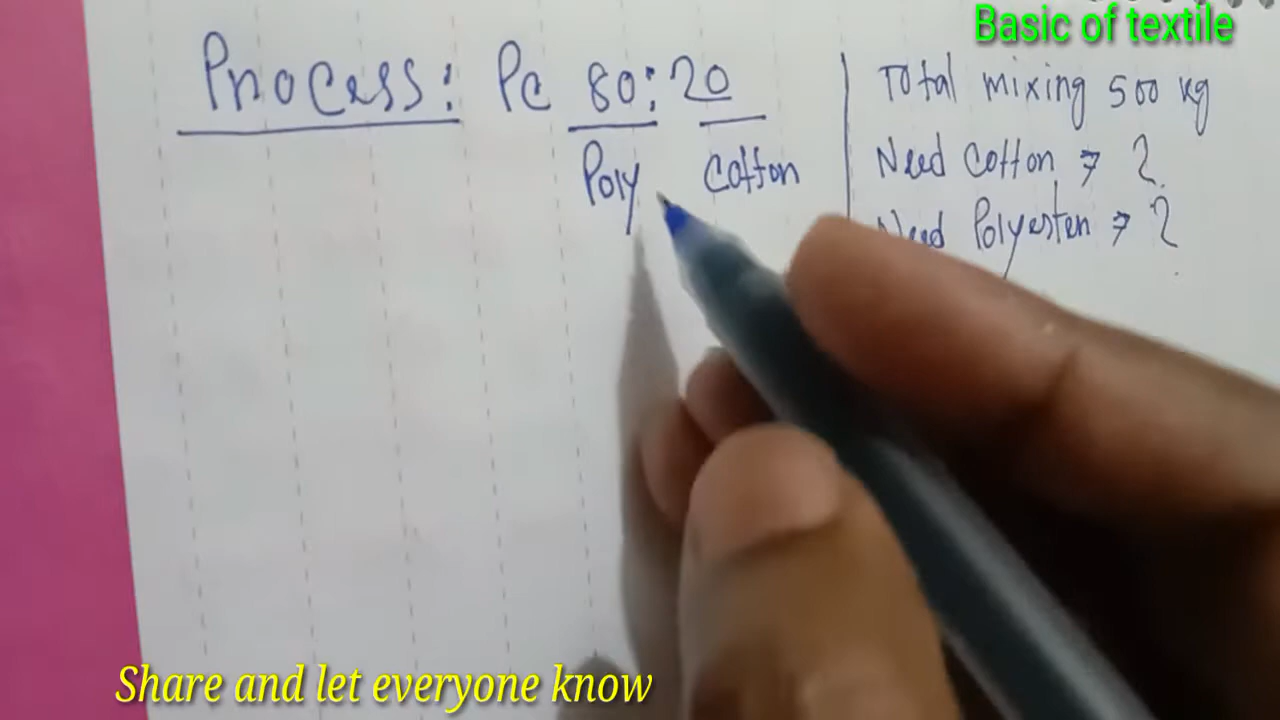 Basic of textile
Process: Pc 80:20
Poly Cotton
Total mixing 500 kg
Need Cotton → ?
Need Polyester → ?
Share and let everyone know